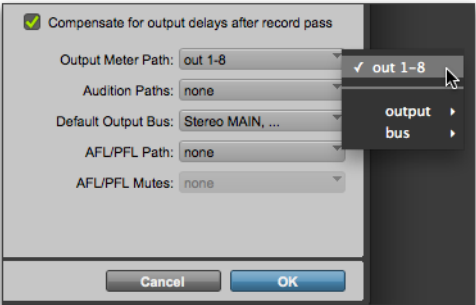 Compensate for output delays after record pass
Output Meter Path: out 1-8
✓ out 1-8
Audition Paths: none
output
Default Output Bus: Stereo MAIN, ...
bus
AFL/PFL Path: none
AFL/PFL Mutes: none
Cancel OK